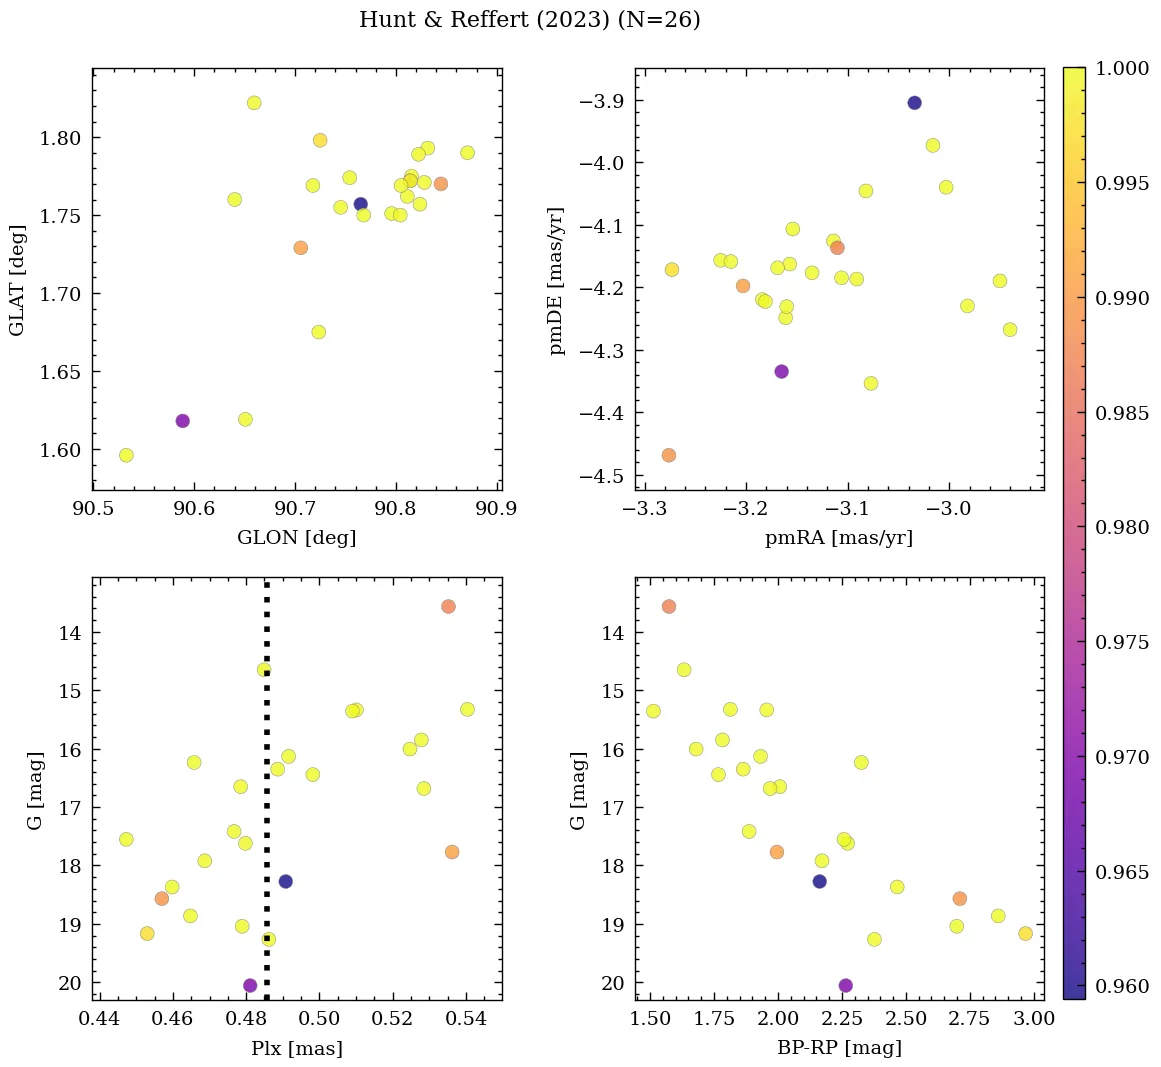 Hunt & Reffert (2023) (N=26)
1.80
1.75
1.70
1.65
1.60
GLAT [deg]
90.5 90.6 90.7 90.8 90.9
GLON [deg]
−3.9
−4.0
−4.1
−4.2
−4.3
−4.4
−4.5
pmDE [mas/yr]
−3.3 −3.2 −3.1 −3.0
pmRA [mas/yr]
14
15
16
17
18
19
20
G [mag]
0.44 0.46 0.48 0.50 0.52 0.54
Plx [mas]
14
15
16
17
18
19
20
G [mag]
1.50 1.75 2.00 2.25 2.50 2.75 3.00
BP-RP [mag]
1.000
0.995
0.990
0.985
0.980
0.975
0.970
0.965
0.960